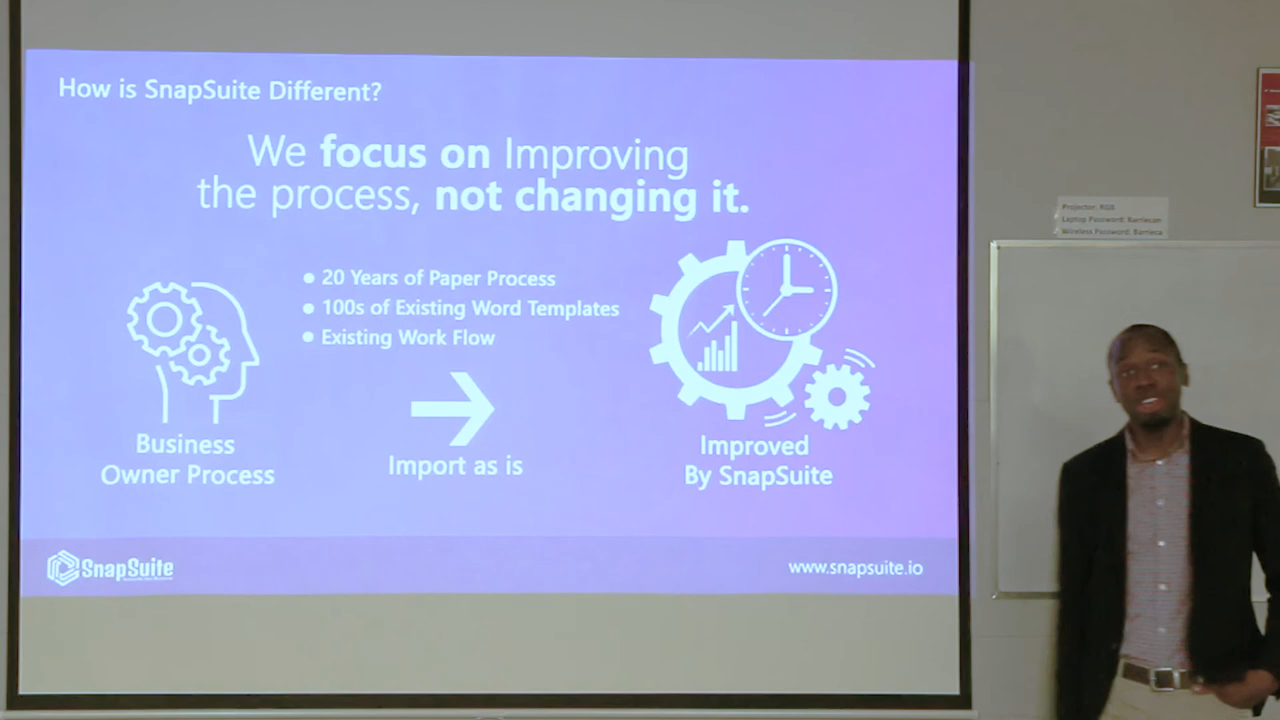 How is SnapSuite Different?
We focus on Improving
the process, not changing it.
● 20 Years of Paper Process
● 100s of Existing Word Templates
● Existing Work Flow
Business
Owner Process
Import as is
Improved
By SnapSuite
SnapSuite
www.snapsuite.io
Projector: RGB
Laptop Password: Barriecon
Wireless Password: Barrieca